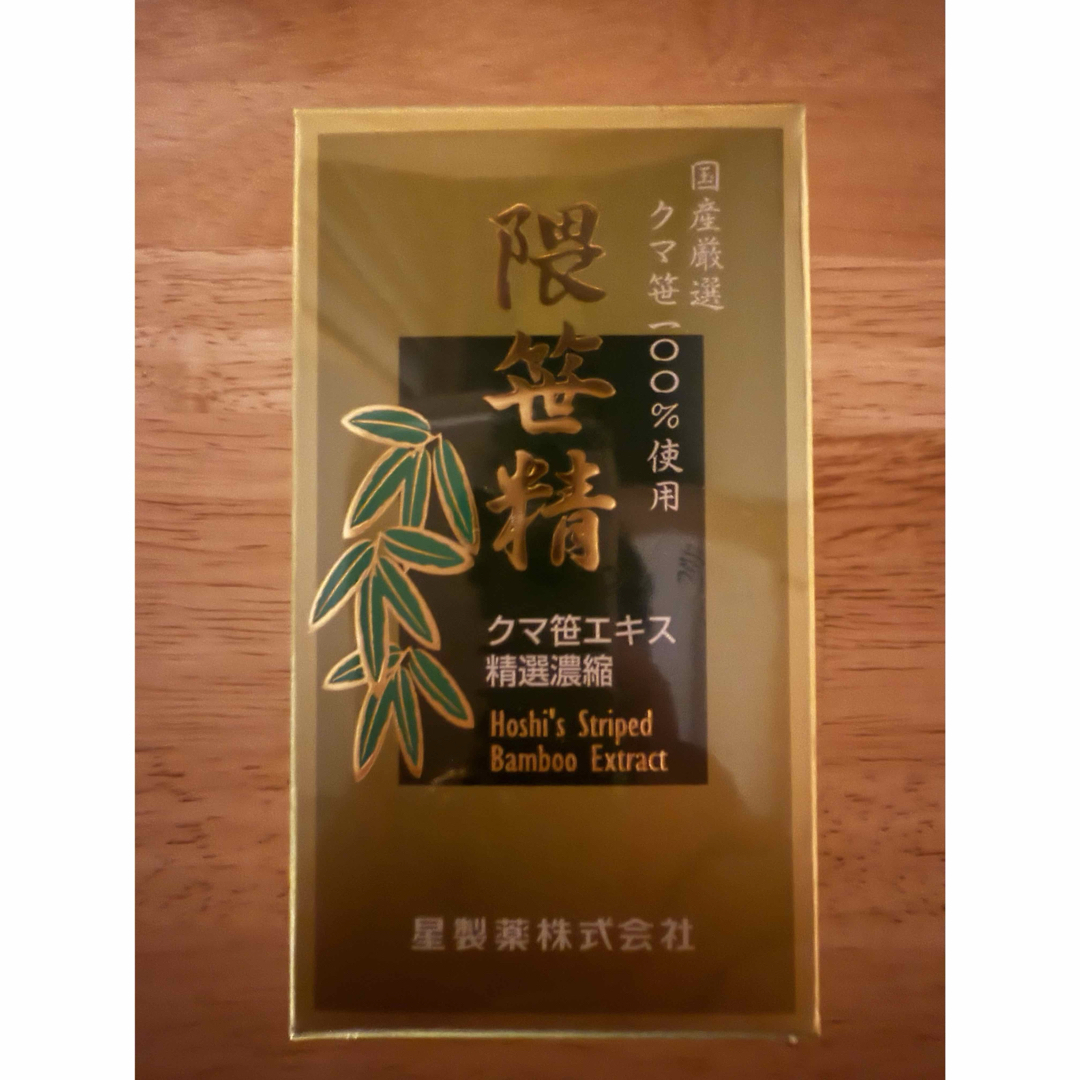 国産厳選
クマ笹一〇〇％使用
隈笹精
クマ笹エキス
精選濃縮
Hoshi's Striped
Bamboo Extract
星製薬株式会社